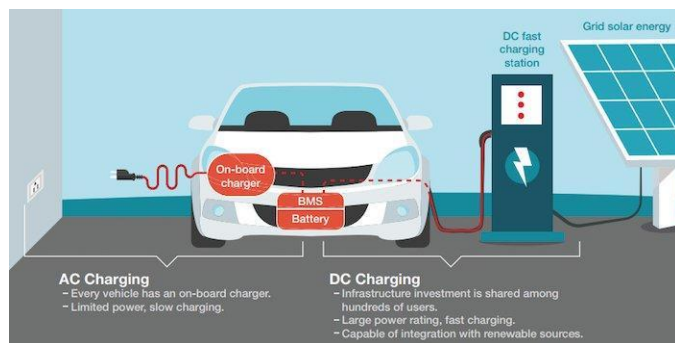 Grid solar energy
DC fast
charging
station
On-board
charger
BMS
Battery
AC Charging
– Every vehicle has an on-board charger.
– Limited power, slow charging.
DC Charging
– Infrastructure investment is shared among
hundreds of users.
– Large power rating, fast charging.
– Capable of integration with renewable sources.